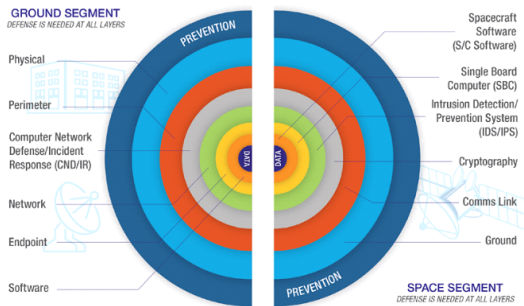 GROUND SEGMENT
DEFENSE IS NEEDED AT ALL LAYERS
Physical
Perimeter
Computer Network
Defense/Incident
Response (CND/IR)
Network
Endpoint
Software
PREVENTION
DATA
DATA
PREVENTION
Spacecraft
Software
(S/C Software)
Single Board
Computer (SBC)
Intrusion Detection/
Prevention System
(IDS/IPS)
Cryptography
Comms Link
Ground
SPACE SEGMENT
DEFENSE IS NEEDED AT ALL LAYERS